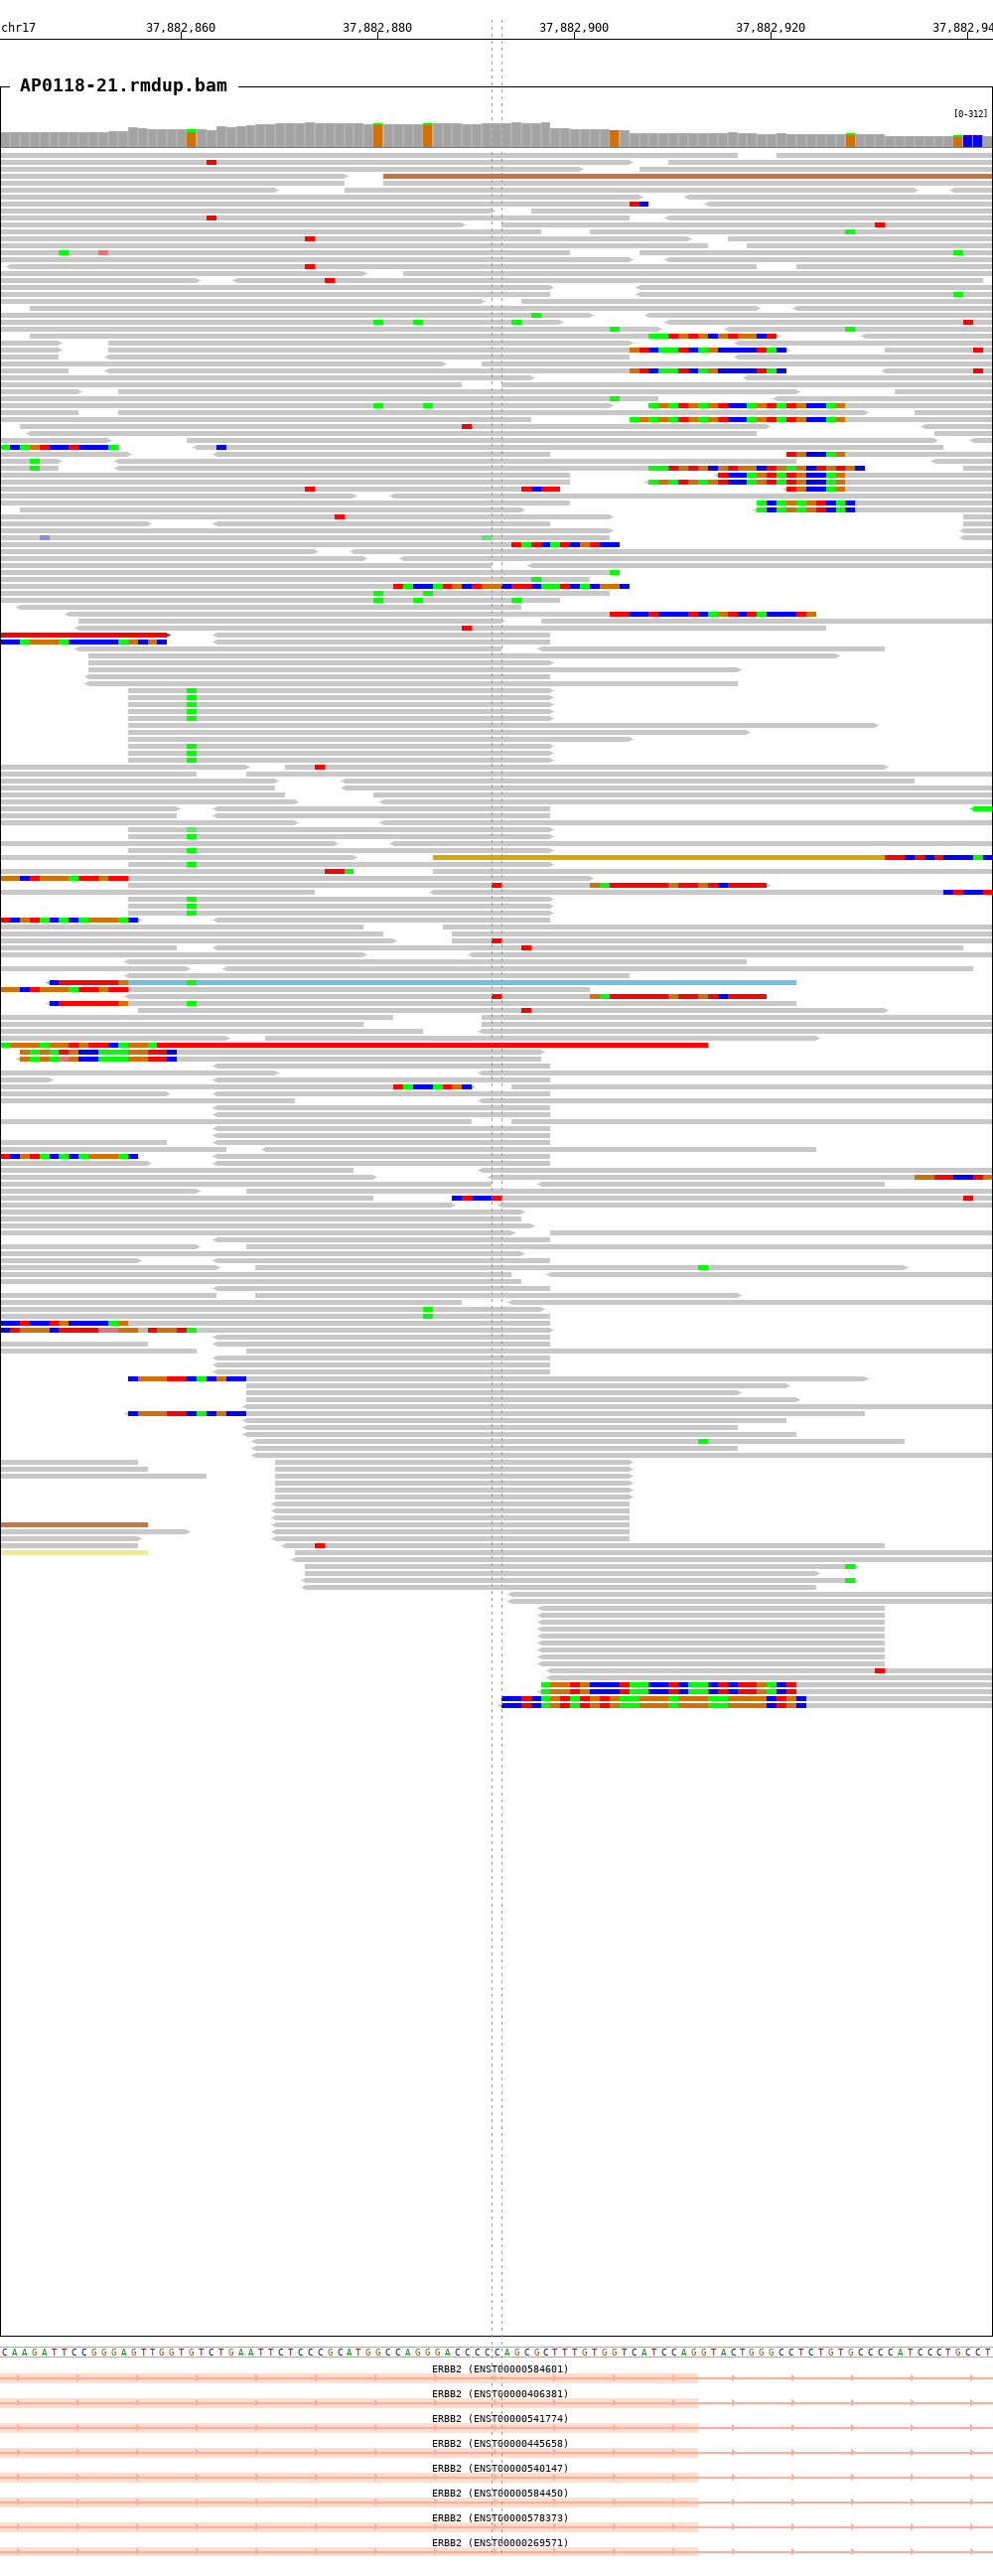 chr17 37,882,860 37,882,880 37,882,900 37,882,920 37,882,94
AP0118-21.rmdup.bam
[0-312]
CAAGATTCCGGGAGTTGGTGTCTGAATTCTCCCGCATGGCCAGGGACCCCCAGCGCTTTGTGGTCATCCAGGTACTGGGCCTCTGTGCCCCATCCCTGCCT
ERBB2 (ENST00000584601)
ERBB2 (ENST00000406381)
ERBB2 (ENST00000541774)
ERBB2 (ENST00000445658)
ERBB2 (ENST00000540147)
ERBB2 (ENST00000584450)
ERBB2 (ENST00000578373)
ERBB2 (ENST00000269571)